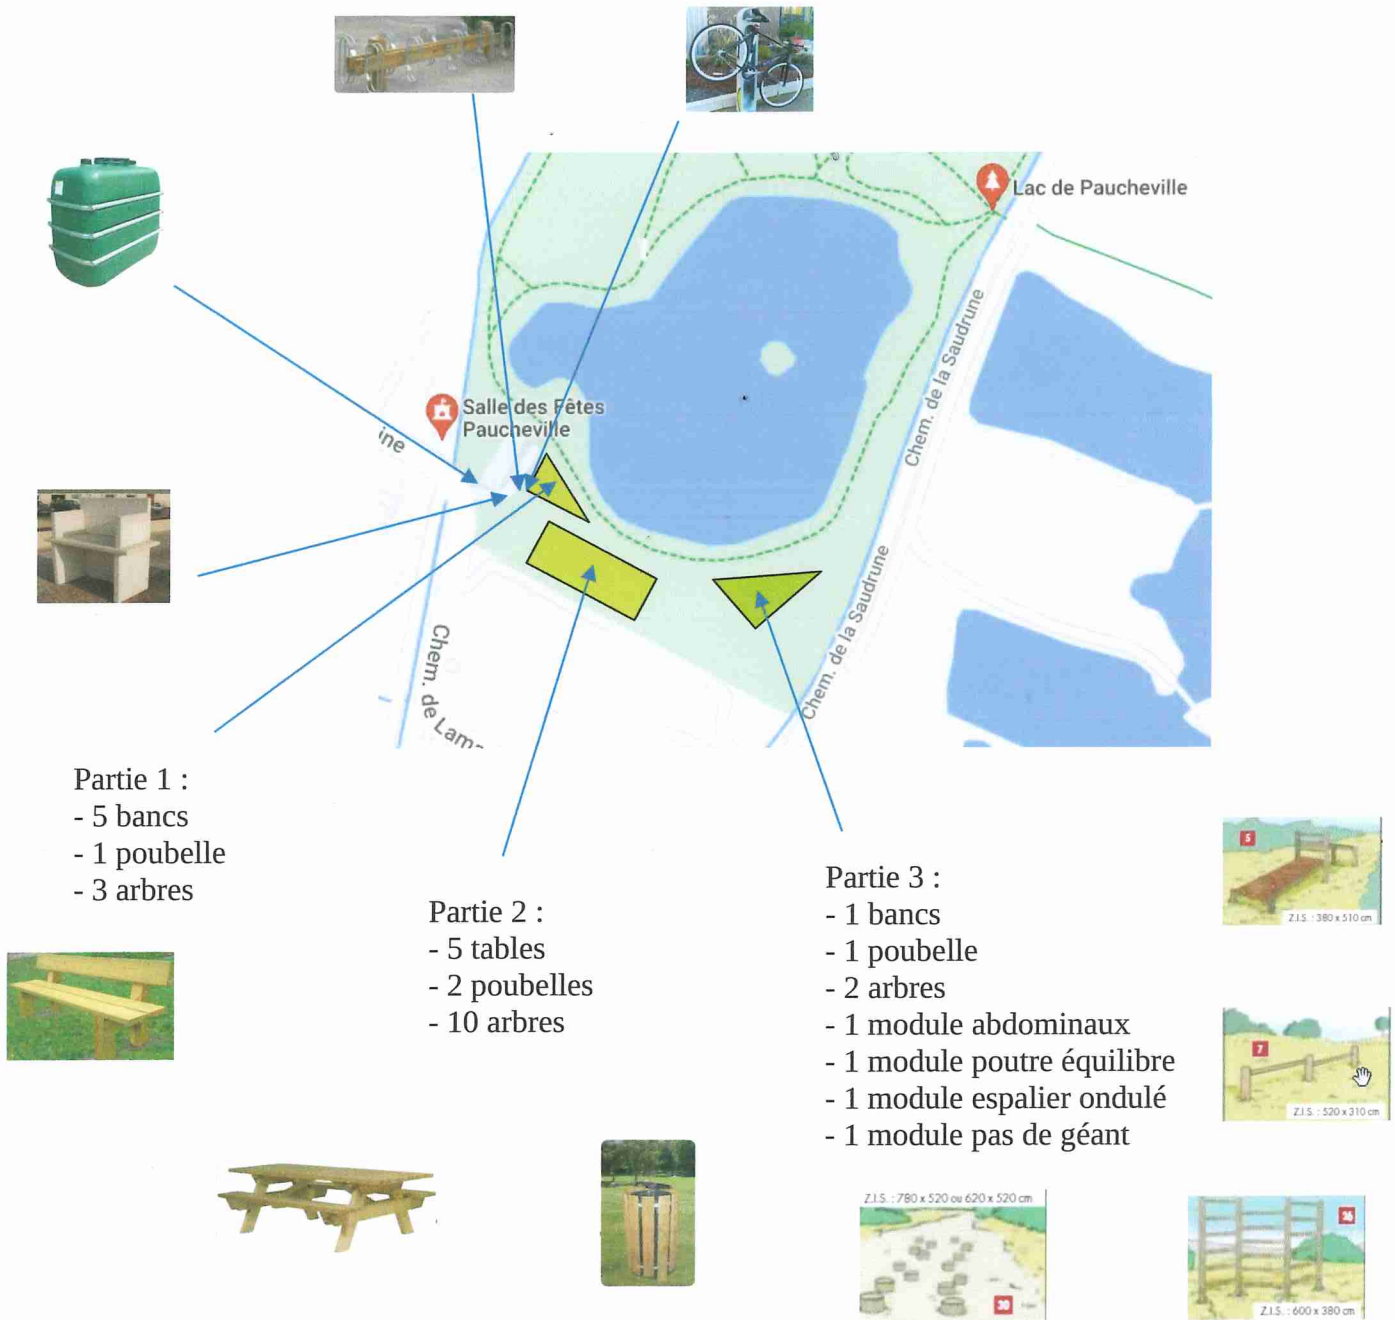 Lac de Paucheville
Salle des Fêtes
Paucheville
ine
Chem. de la Saudrune
Chem. de la Saudrune
Chem. de Lama
Partie 1 :
- 5 bancs
- 1 poubelle
- 3 arbres
Partie 2 :
- 5 tables
- 2 poubelles
- 10 arbres
Partie 3 :
- 1 bancs
- 1 poubelle
- 2 arbres
- 1 module abdominaux
- 1 module poutre équilibre
- 1 module espalier ondulé
- 1 module pas de géant
5
Z.I.S. : 380 x 510 cm
7
Z.I.S. : 520 x 310 cm
Z.I.S. : 780 x 520 ou 620 x 520 cm
30
Z.I.S. : 600 x 380 cm